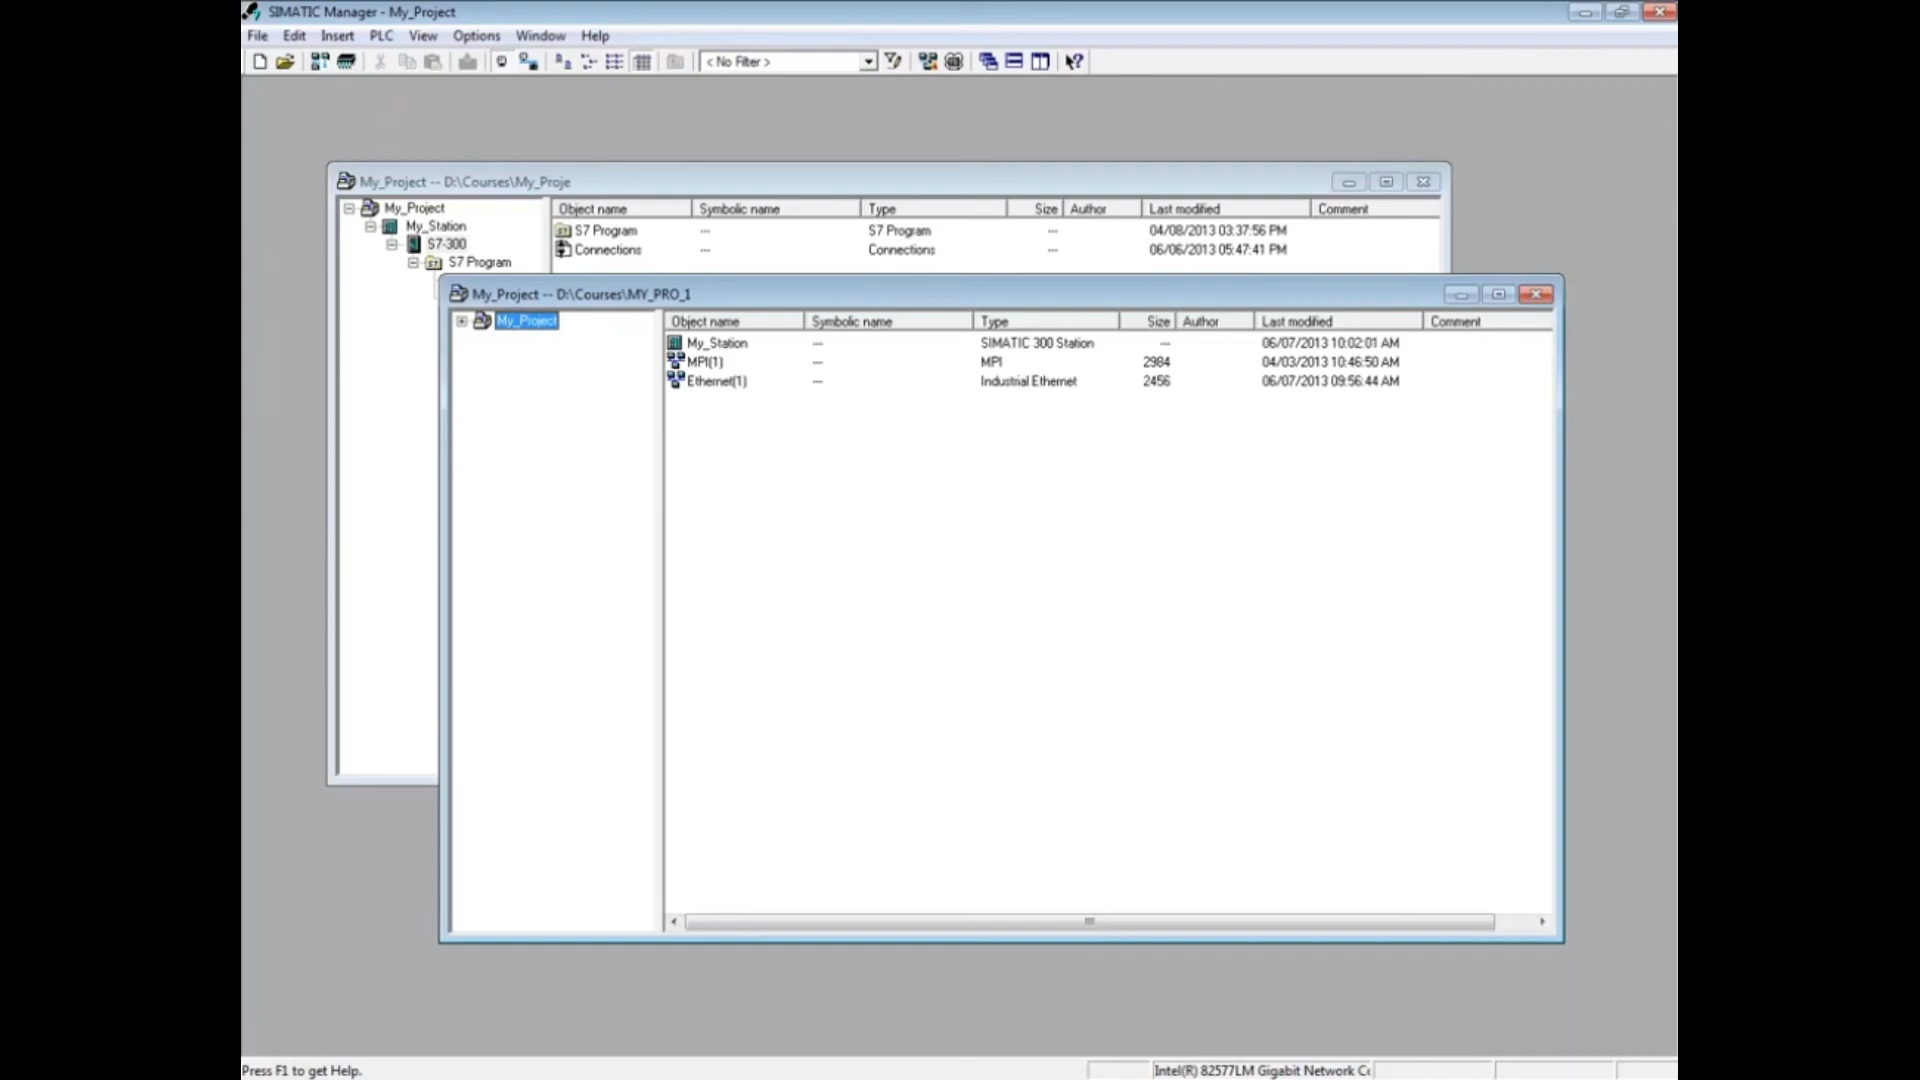 SIMATIC Manager - My_Project
File Edit Insert PLC View Options Window Help
< No Filter >
My_Project -- D:\Courses\My_Proje
My_Project
My_Station
S7-300
S7 Program
Object name Symbolic name Type Size Author Last modified Comment
S7 Program --- S7 Program --- 04/08/2013 03:37:56 PM
Connections --- Connections --- 06/06/2013 05:47:41 PM
My_Project -- D:\Courses\MY_PRO_1
My_Project
Object name Symbolic name Type Size Author Last modified Comment
My_Station --- SIMATIC 300 Station --- 06/07/2013 10:02:01 AM
MPI(1) --- MPI 2984 04/03/2013 10:46:50 AM
Ethernet(1) --- Industrial Ethernet 2456 06/07/2013 09:56:44 AM
Press F1 to get Help.
Intel(R) 82577LM Gigabit Network Cc